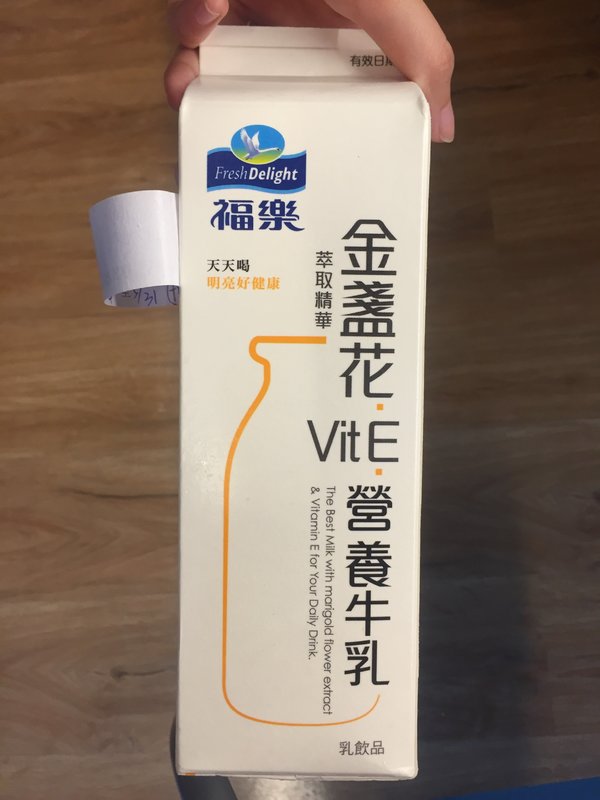 有效日期
Fresh Delight
福樂
天天喝
明亮好健康
萃取精華
金盞花·Vit E·營養牛乳
The Best Milk with marigold flower extract
& Vitamin E for Your Daily Drink.
乳飲品